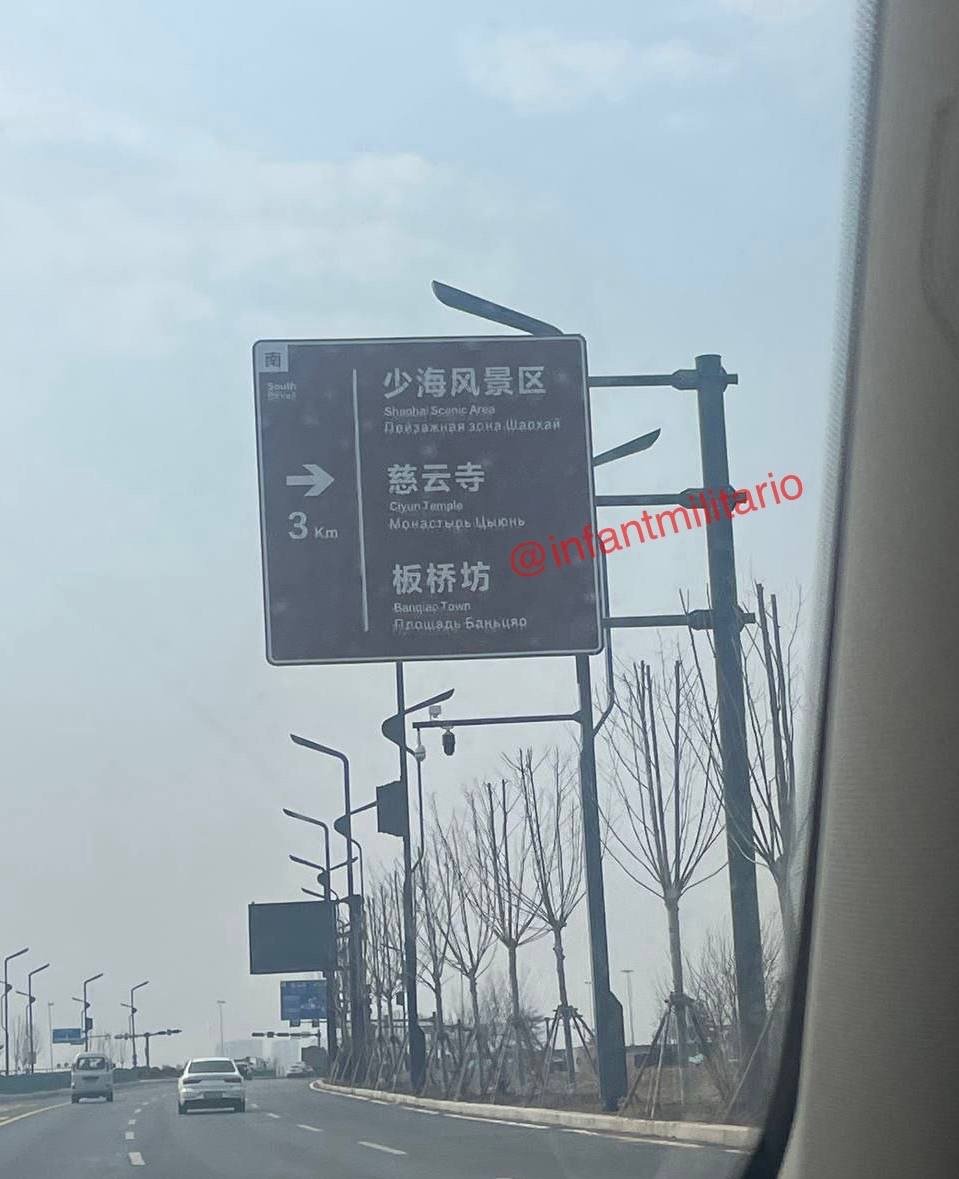 南
South
少海风景区
Shaohai Scenic Area
Пейзажная зона Шаохай
→
3 Km
慈云寺
Ciyun Temple
Монастырь Цыюнь
板桥坊
Banqiao Town
Площадь Баньцяо
@infantmilitario